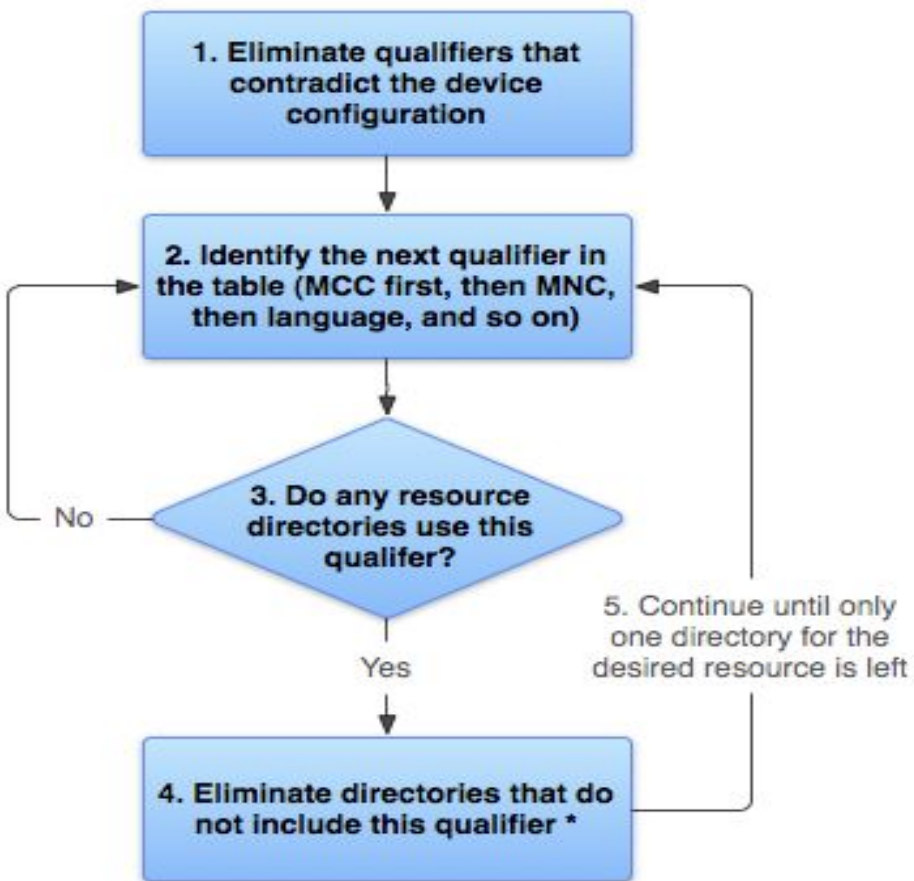 1. Eliminate qualifiers that
contradict the device
configuration
2. Identify the next qualifier in
the table (MCC first, then MNC,
then language, and so on)
3. Do any resource
directories use this
qualifer?
No
Yes
5. Continue until only
one directory for the
desired resource is left
4. Eliminate directories that do
not include this qualifier *